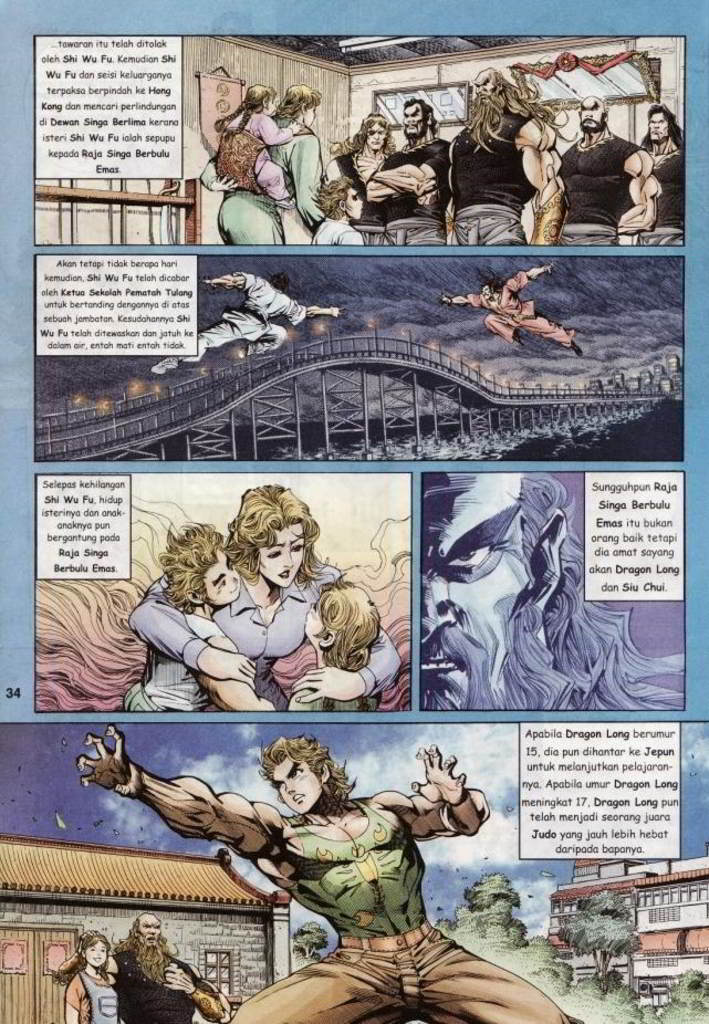 ...tawaran itu telah ditolak
oleh Shi Wu Fu. Kemudian Shi
Wu Fu dan seisi keluarganya
terpaksa berpindah ke Hong
Kong dan mencari perlindungan
di Dewan Singa Berlima kerana
isteri Shi Wu Fu ialah sepupu
kepada Raja Singa Berbulu
Emas.
Akan tetapi tidak berapa hari
kemudian, Shi Wu Fu telah dicabar
oleh Ketua Sekolah Pematah Tulang
untuk bertanding dengannya di atas
sebuah jambatan. Kesudahannya Shi
Wu Fu telah ditewaskan dan jatuh ke
dalam air, entah mati entah tidak.
Selepas kehilangan
Shi Wu Fu, hidup
isterinya dan anak-
anaknya pun
bergantung pada
Raja Singa
Berbulu Emas.
Sungguhpun Raja
Singa Berbulu
Emas itu bukan
orang baik tetapi
dia amat sayang
akan Dragon Long
dan Siu Chui.
34
Apabila Dragon Long berumur
15, dia pun dihantar ke Jepun
untuk melanjutkan pelajaran-
nya. Apabila umur Dragon Long
meningkat 17, Dragon Long pun
telah menjadi seorang juara
Judo yang jauh lebih hebat
daripada bapanya.